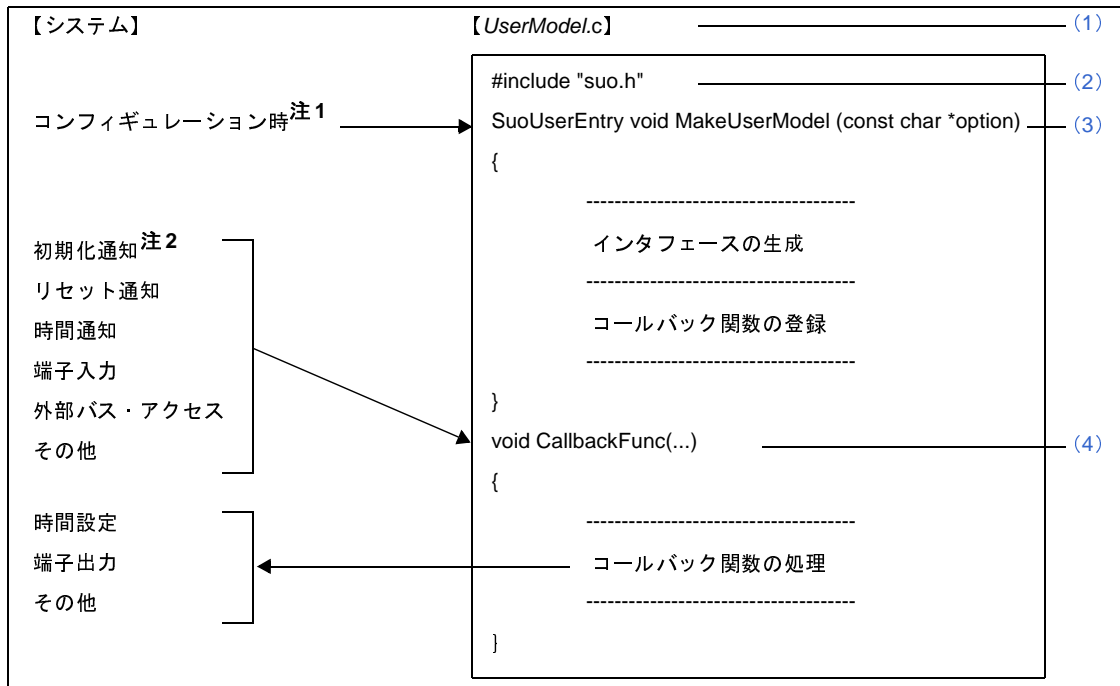 【システム】 【UserModel.c】 (1)
#include "suo.h" (2)
コンフィギュレーション時注1 SuoUserEntry void MakeUserModel (const char *option) (3)
{
-------------------------------------
初期化通知注2 インタフェースの生成
リセット通知 -------------------------------------
時間通知 コールバック関数の登録
端子入力 -------------------------------------
外部バス・アクセス }
その他 void CallbackFunc(...) (4)
{
時間設定 -------------------------------------
端子出力 コールバック関数の処理
その他 -------------------------------------
}